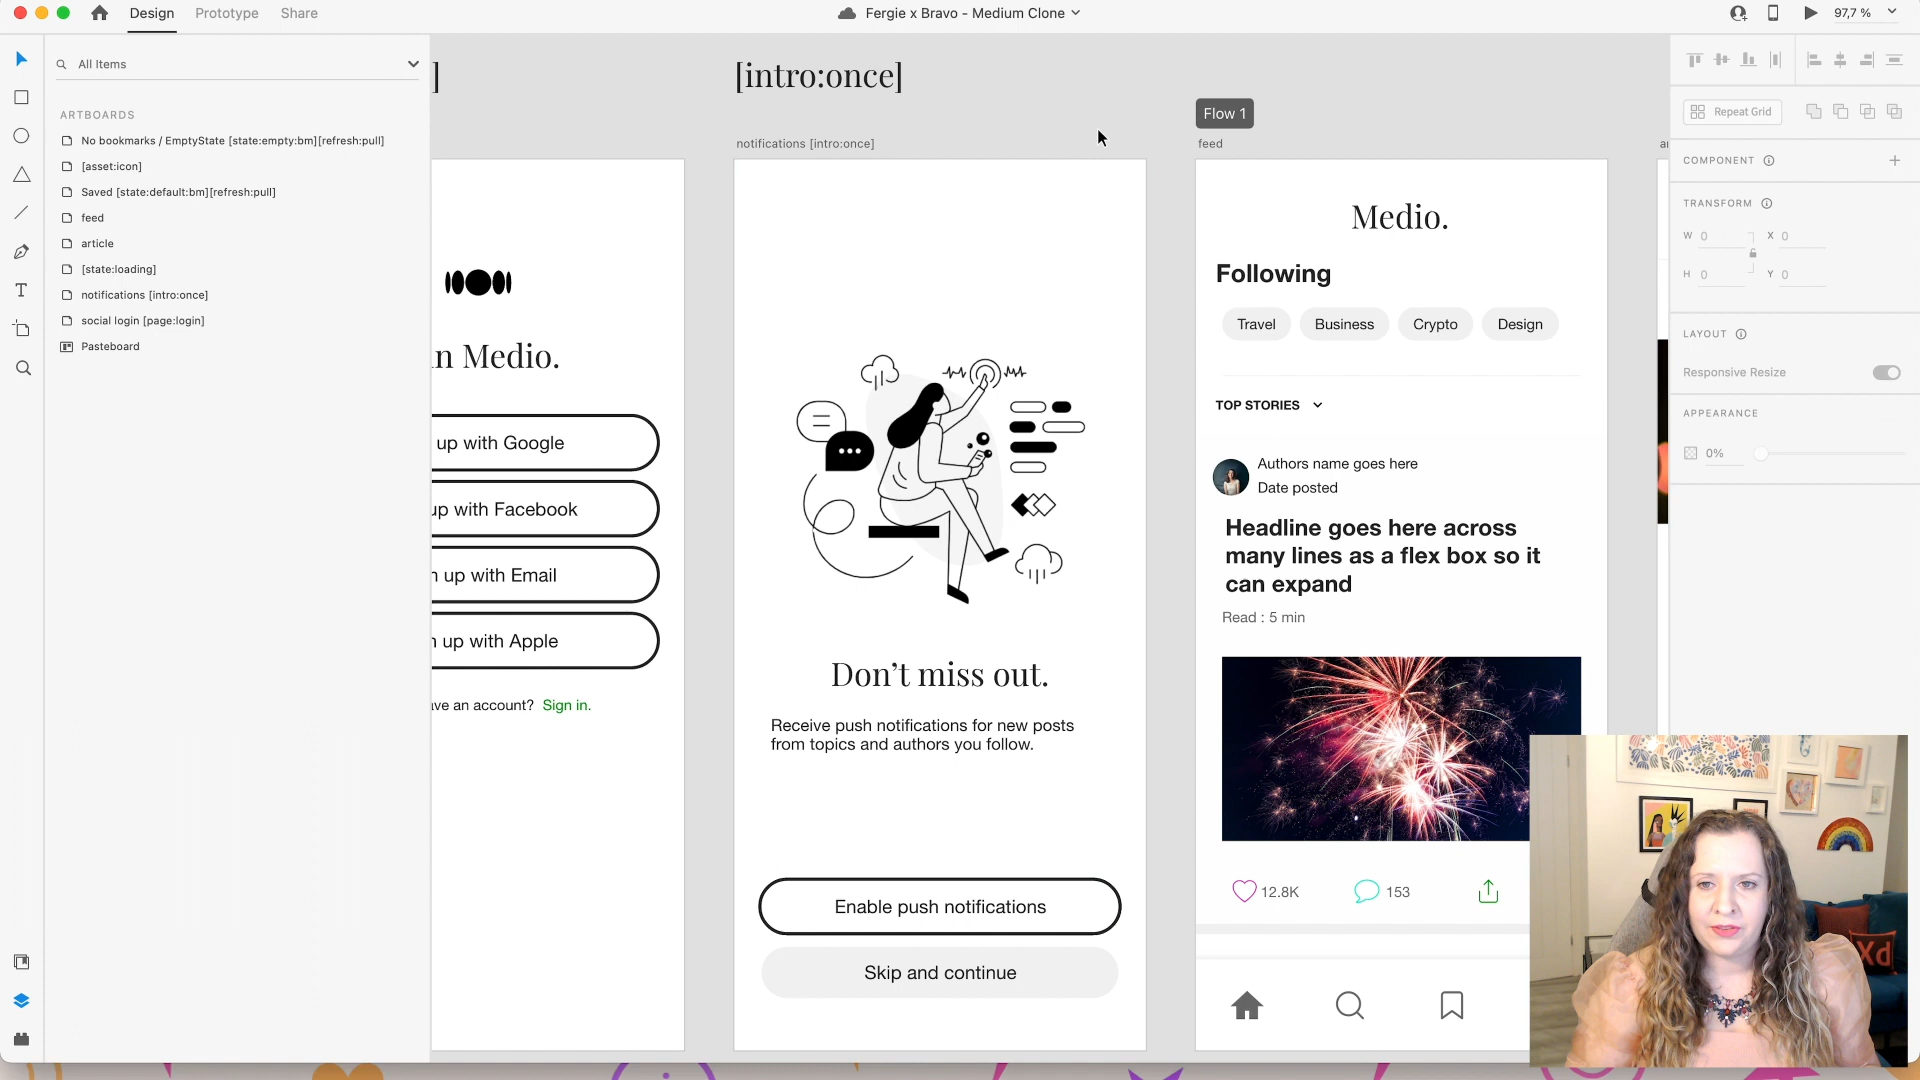 Design
Prototype
Share
Fergie x Bravo - Medium Clone
97,7 %
All Items
ARTBOARDS
No bookmarks / EmptyState [state:empty:bm][refresh:pull]
[asset:icon]
Saved [state:default:bm][refresh:pull]
feed
article
[state:loading]
notifications [intro:once]
social login [page:login]
Pasteboard
]
n Medio.
up with Google
up with Facebook
up with Email
up with Apple
an account? Sign in.
[intro:once]
notifications [intro:once]
Don’t miss out.
Receive push notifications for new posts
from topics and authors you follow.
Enable push notifications
Skip and continue
Flow 1
feed
Medio.
Following
Travel
Business
Crypto
Design
TOP STORIES
Authors name goes here
Date posted
Headline goes here across
many lines as a flex box so it
can expand
Read : 5 min
12.8K
153
Repeat Grid
COMPONENT
TRANSFORM
W 0
X 0
H 0
Y 0
LAYOUT
Responsive Resize
APPEARANCE
0%
Xd